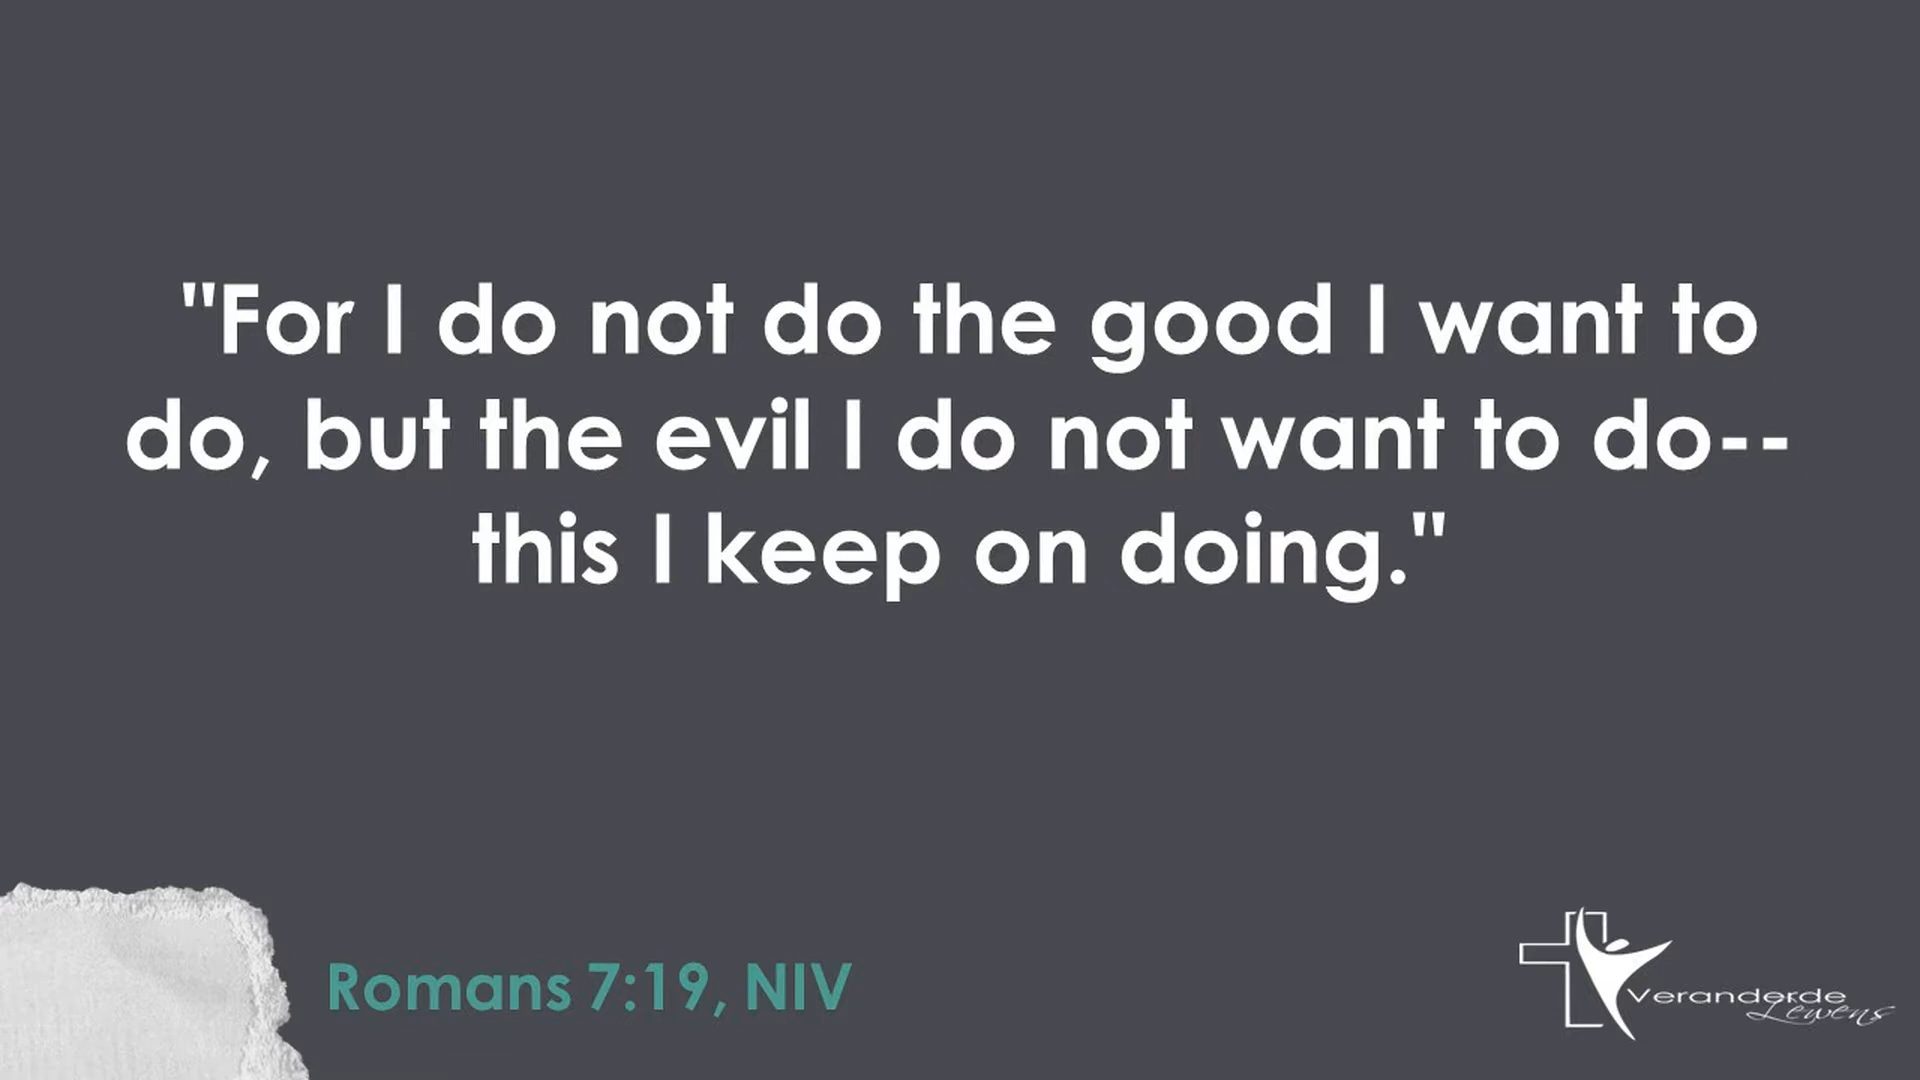 "For I do not do the good I want to
do, but the evil I do not want to do--
this I keep on doing."
Romans 7:19, NIV
Veranderde
Lewens